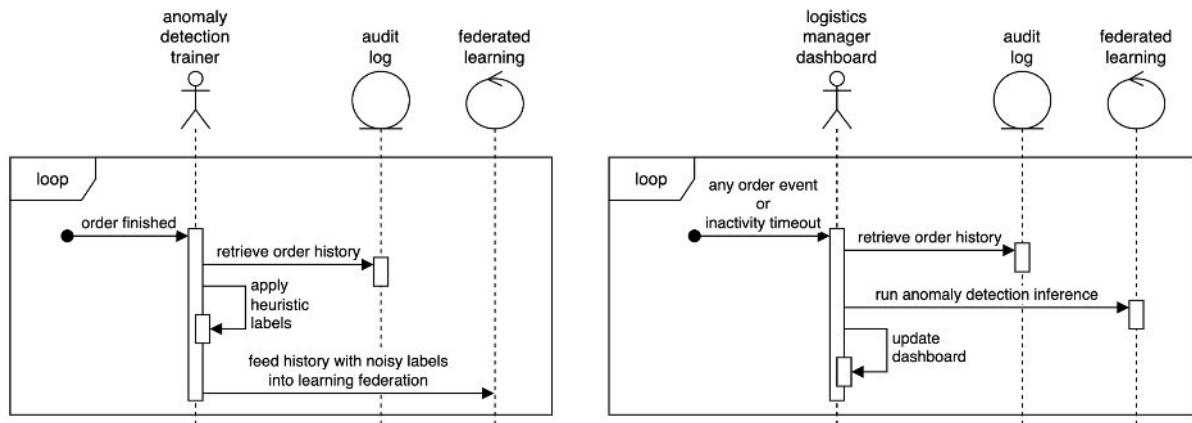 anomaly
detection
trainer
audit
log
federated
learning
loop
order finished
retrieve order history
apply
heuristic
labels
feed history with noisy labels
into learning federation
logistics
manager
dashboard
audit
log
federated
learning
loop
any order event
or
inactivity timeout
retrieve order history
run anomaly detection inference
update
dashboard